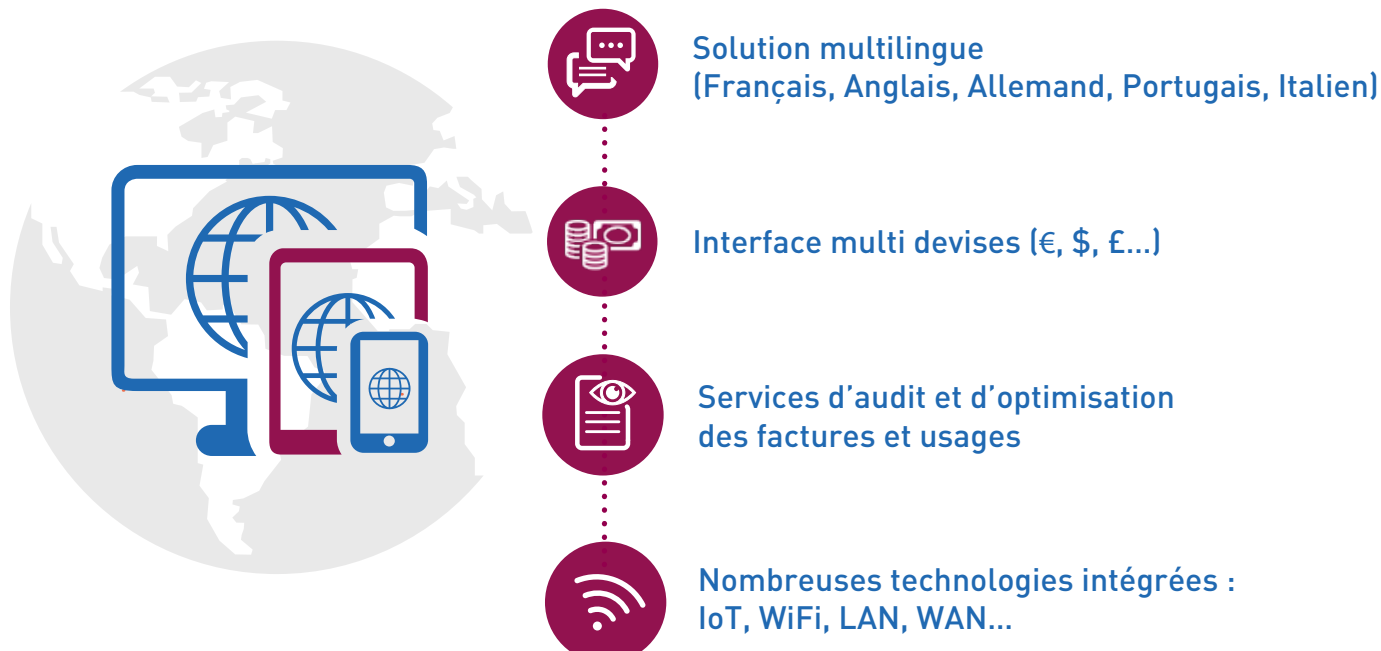 Solution multilingue
(Français, Anglais, Allemand, Portugais, Italien)
Interface multi devises (€, $, £...)
Services d’audit et d’optimisation
des factures et usages
Nombreuses technologies intégrées :
IoT, WiFi, LAN, WAN...